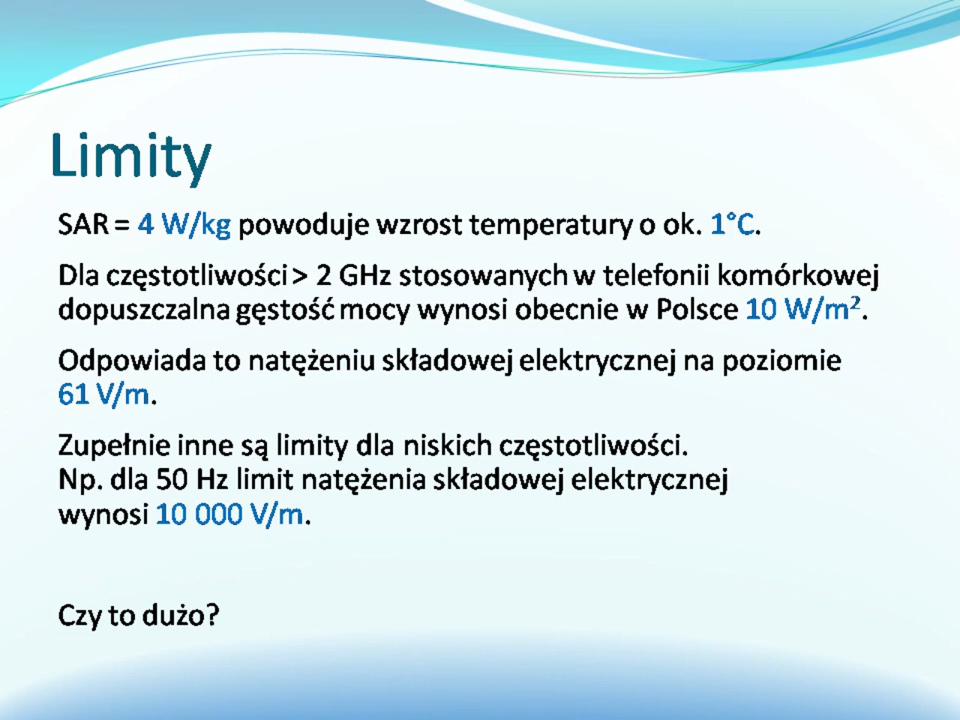 Limity
SAR = 4 W/kg powoduje wzrost temperatury o ok. 1°C.
Dla częstotliwości > 2 GHz stosowanych w telefonii komórkowej
dopuszczalna gęstość mocy wynosi obecnie w Polsce 10 W/m².
Odpowiada to natężeniu składowej elektrycznej na poziomie
61 V/m.
Zupełnie inne są limity dla niskich częstotliwości.
Np. dla 50 Hz limit natężenia składowej elektrycznej
wynosi 10 000 V/m.
Czy to dużo?